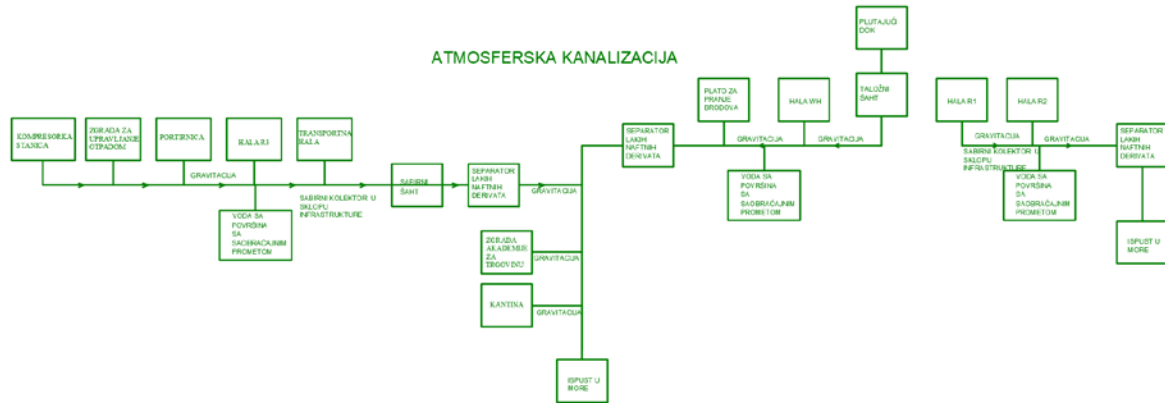 ATMOSFERSKA KANALIZACIJA
PLUTAJUĆI
DOK
KOMPRESORKA
STANICA
ZGRADA ZA
UPRAVLJANJE
OTPADOM
PORTIRNICA
HALA R3
TRANSPORTNA
HALA
GRAVITACIJA
VODA SA
POVRŠINA
SA
SAOBRAĆAJNIM
PROMETOM
SABIRNI KOLEKTOR U
SKLOPU
INFRASTRUKTURE
SABIRNI
ŠAHT
SEPARATOR
LAKIH
NAFTNIH
DERIVATA
GRAVITACIJA
ZGRADA
AKADEMIJE
ZA
TRGOVINU
GRAVITACIJA
KANTINA
GRAVITACIJA
ISPUST U
MORE
SEPARATOR
LAKIH
NAFTNIH
DERIVATA
PLATO ZA
PRANJE
BRODOVA
HALA WH
TALOŽNI
ŠAHT
GRAVITACIJA
GRAVITACIJA
VODA SA
POVRŠINA
SA
SAOBRAĆAJNIM
PROMETOM
HALA R1
HALA R2
GRAVITACIJA
GRAVITACIJA
SABIRNI KOLEKTOR U
SKLOPU
INFRASTRUKTURE
VODA SA
POVRŠINA
SA
SAOBRAĆAJNIM
PROMETOM
SEPARATOR
LAKIH
NAFTNIH
DERIVATA
ISPUST U
MORE